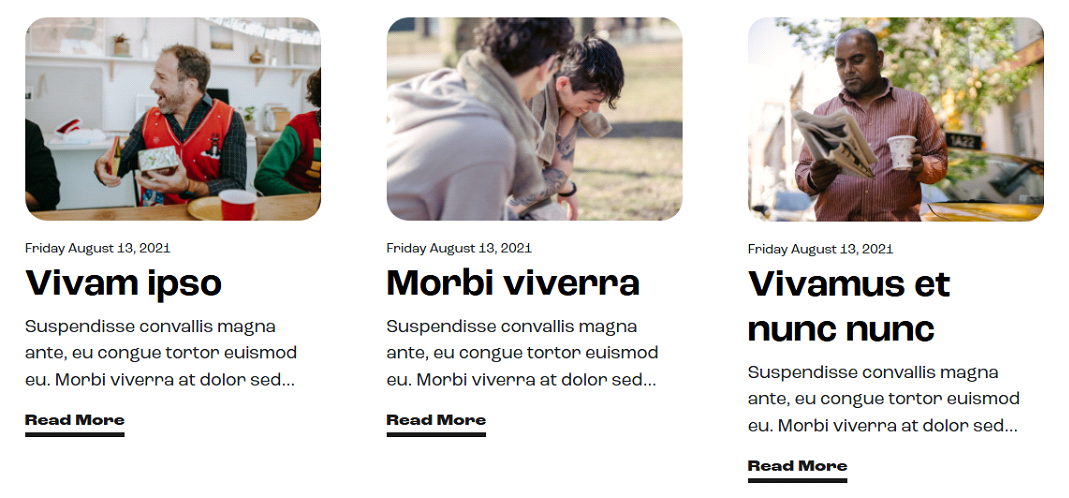 Friday August 13, 2021
Vivam ipso
Suspendisse convallis magna
ante, eu congue tortor euismod
eu. Morbi viverra at dolor sed...
Read More
Friday August 13, 2021
Morbi viverra
Suspendisse convallis magna
ante, eu congue tortor euismod
eu. Morbi viverra at dolor sed...
Read More
1A22
Friday August 13, 2021
Vivamus et
nunc nunc
Suspendisse convallis magna
ante, eu congue tortor euismod
eu. Morbi viverra at dolor sed...
Read More